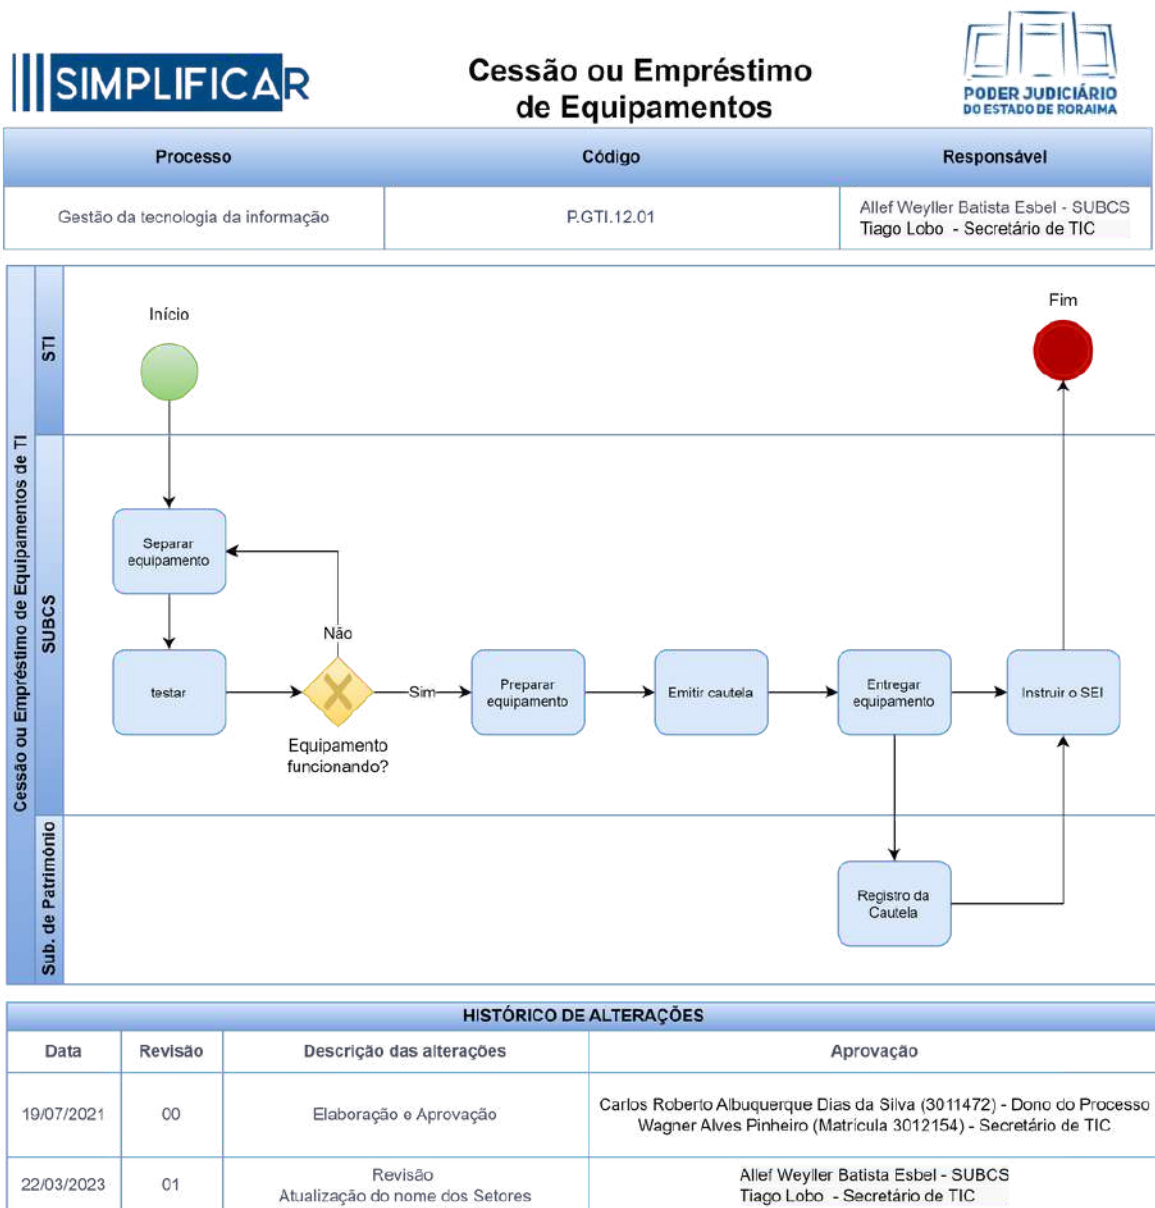 SIMPLIFICAR
Cessão ou Empréstimo
de Equipamentos
PODER JUDICIÁRIO
DO ESTADO DE RORAIMA
Processo
Código
Responsável
Gestão da tecnologia da informação
P.GTI.12.01
Allef Weyller Batista Esbel - SUBCS
Tiago Lobo - Secretário de TIC
Cessão ou Empréstimo de Equipamentos de TI
STI
Início
Fim
SUBCS
Separar
equipamento
testar
Não
Equipamento
funcionando?
Sim
Preparar
equipamento
Emitir cautela
Entregar
equipamento
Instruir o SEI
Sub. de Patrimônio
Registro da
Cautela
HISTÓRICO DE ALTERAÇÕES
Data
Revisão
Descrição das alterações
Aprovação
19/07/2021
00
Elaboração e Aprovação
Carlos Roberto Albuquerque Dias da Silva (3011472) - Dono do Processo
Wagner Alves Pinheiro (Matricula 3012154) - Secretário de TIC
22/03/2023
01
Revisão
Atualização do nome dos Setores
Allef Weyller Batista Esbel - SUBCS
Tiago Lobo - Secretário de TIC